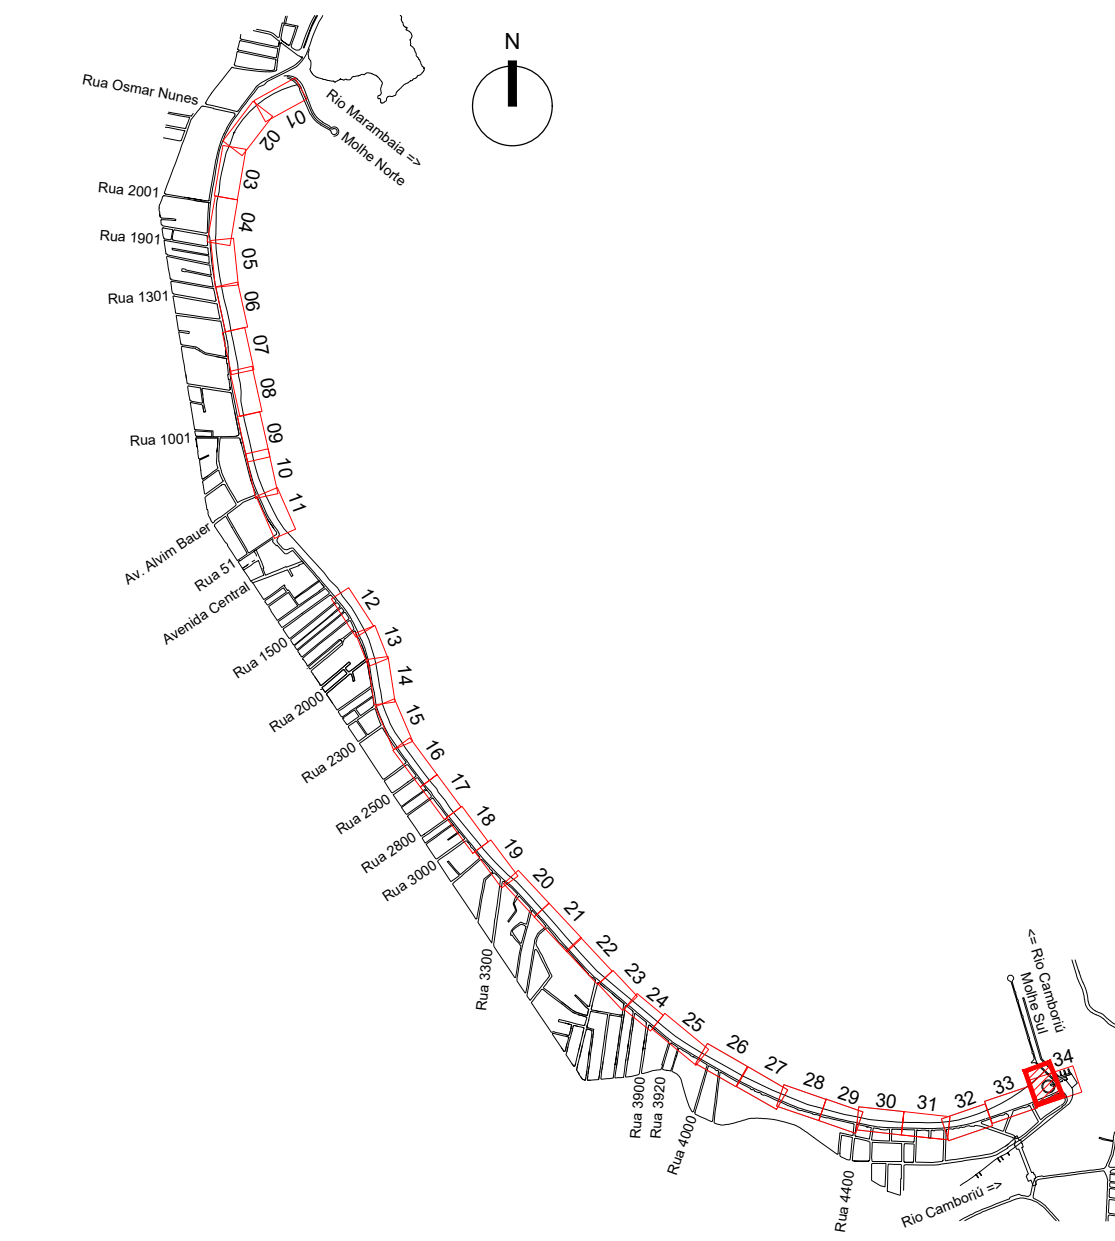 N
Rua Osmar Nunes
Rio Marambaia =>
Molhe Norte
01
02
03
Rua 2001
04
Rua 1901
05
Rua 1301
06
07
08
Rua 1001
09
10
11
Av. Alvim Bauer
Rua 51
Avenida Central
12
Rua 1500
13
14
Rua 2000
15
Rua 2300
16
17
Rua 2500
18
Rua 2800
19
Rua 3000
20
21
22
Rua 3300
23
24
25
26
27
28
29
30
31
32
33
34
<= Rio Camboriú
Molhe Sul
Rua 3900
Rua 3920
Rua 4000
Rua 4400
Rio Camboriú =>